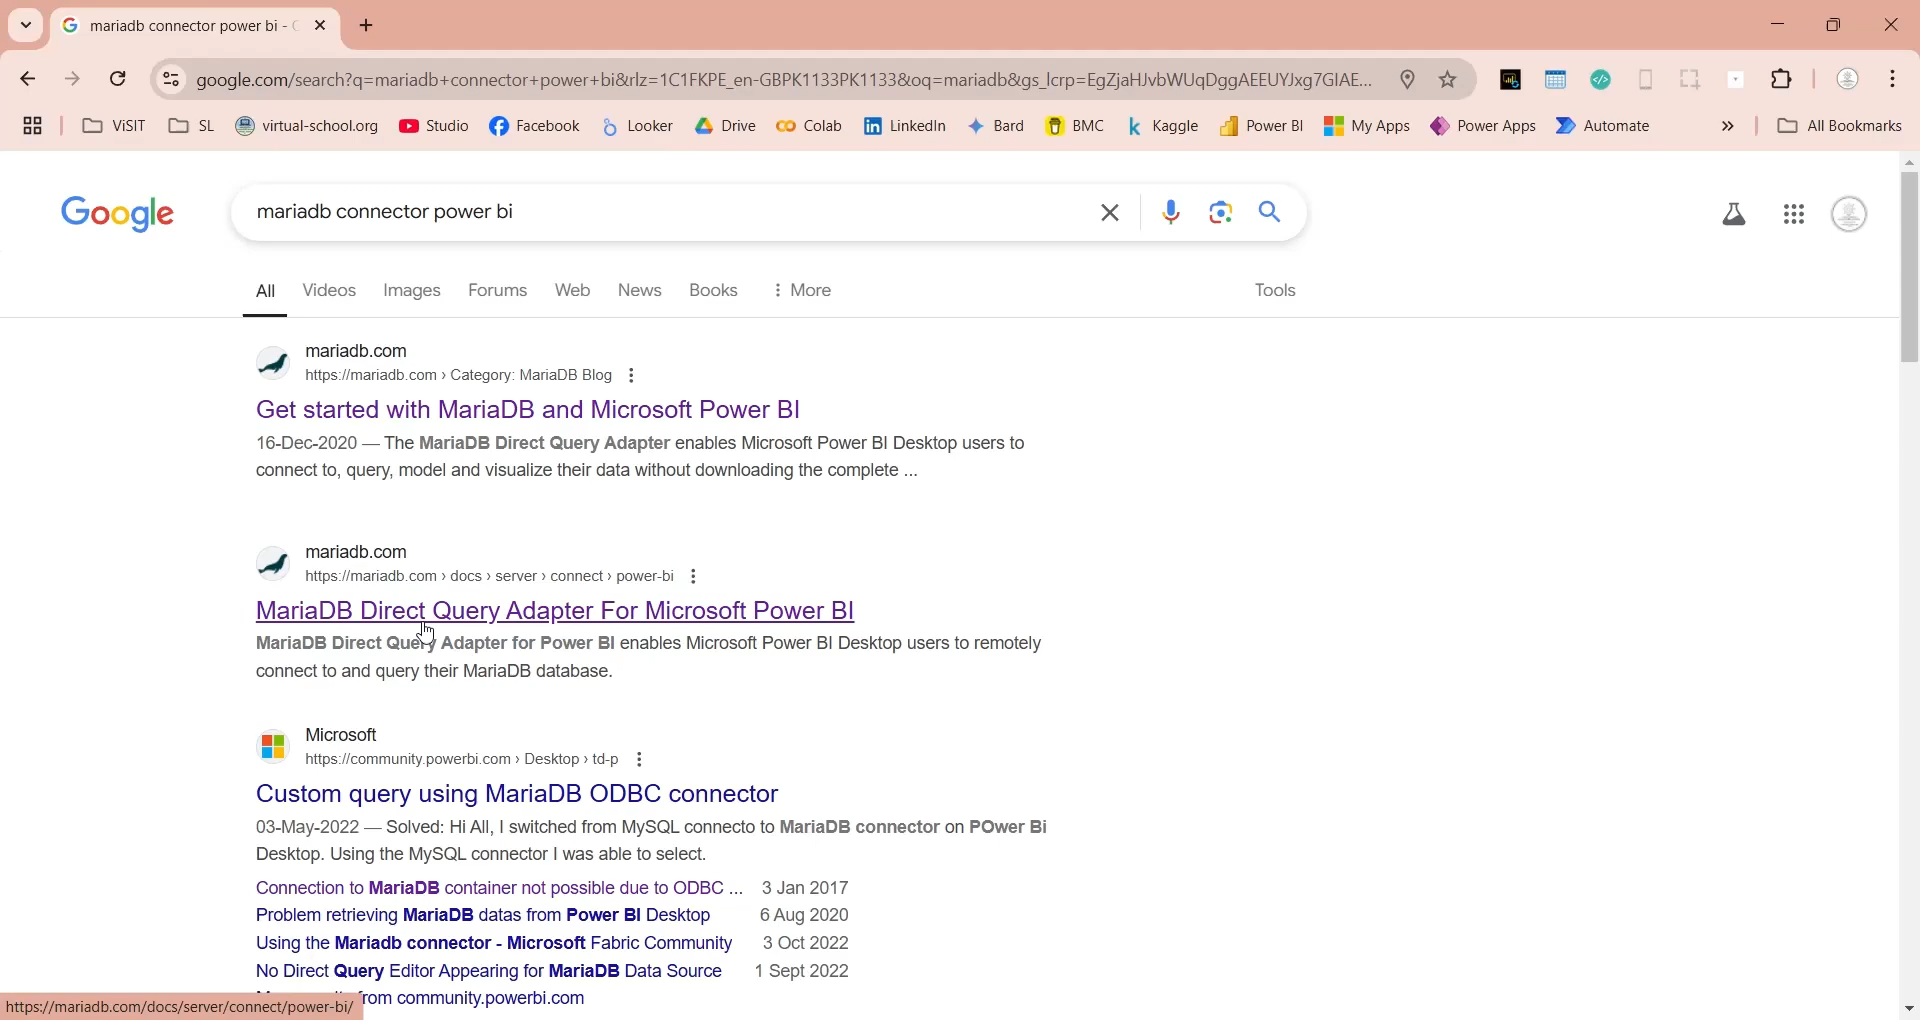 mariadb connector power bi -
google.com/search?q=mariadb+connector+power+bi&rlz=1C1FKPE_en-GBPK1133PK1133&oq=mariadb&gs_lcrp=EgZjaHJvbWUqDggAEEUYJxg7GIAE...
ViSIT
SL
virtual-school.org
Studio
Facebook
Looker
Drive
Colab
LinkedIn
Bard
BMC
Kaggle
Power BI
My Apps
Power Apps
Automate
All Bookmarks
Google
mariadb connector power bi
All
Videos
Images
Forums
Web
News
Books
More
Tools
mariadb.com
https://mariadb.com › Category: MariaDB Blog
Get started with MariaDB and Microsoft Power BI
16-Dec-2020 — The MariaDB Direct Query Adapter enables Microsoft Power BI Desktop users to
connect to, query, model and visualize their data without downloading the complete ...
mariadb.com
https://mariadb.com › docs › server › connect › power-bi
MariaDB Direct Query Adapter For Microsoft Power BI
MariaDB Direct Query Adapter for Power BI enables Microsoft Power BI Desktop users to remotely
connect to and query their MariaDB database.
Microsoft
https://community.powerbi.com › Desktop › td-p
Custom query using MariaDB ODBC connector
03-May-2022 — Solved: Hi All, I switched from MySQL connecto to MariaDB connector on POwer Bi
Desktop. Using the MySQL connector I was able to select.
Connection to MariaDB container not possible due to ODBC ... 3 Jan 2017
Problem retrieving MariaDB datas from Power BI Desktop 6 Aug 2020
Using the Mariadb connector - Microsoft Fabric Community 3 Oct 2022
No Direct Query Editor Appearing for MariaDB Data Source 1 Sept 2022
from community.powerbi.com
https://mariadb.com/docs/server/connect/power-bi/